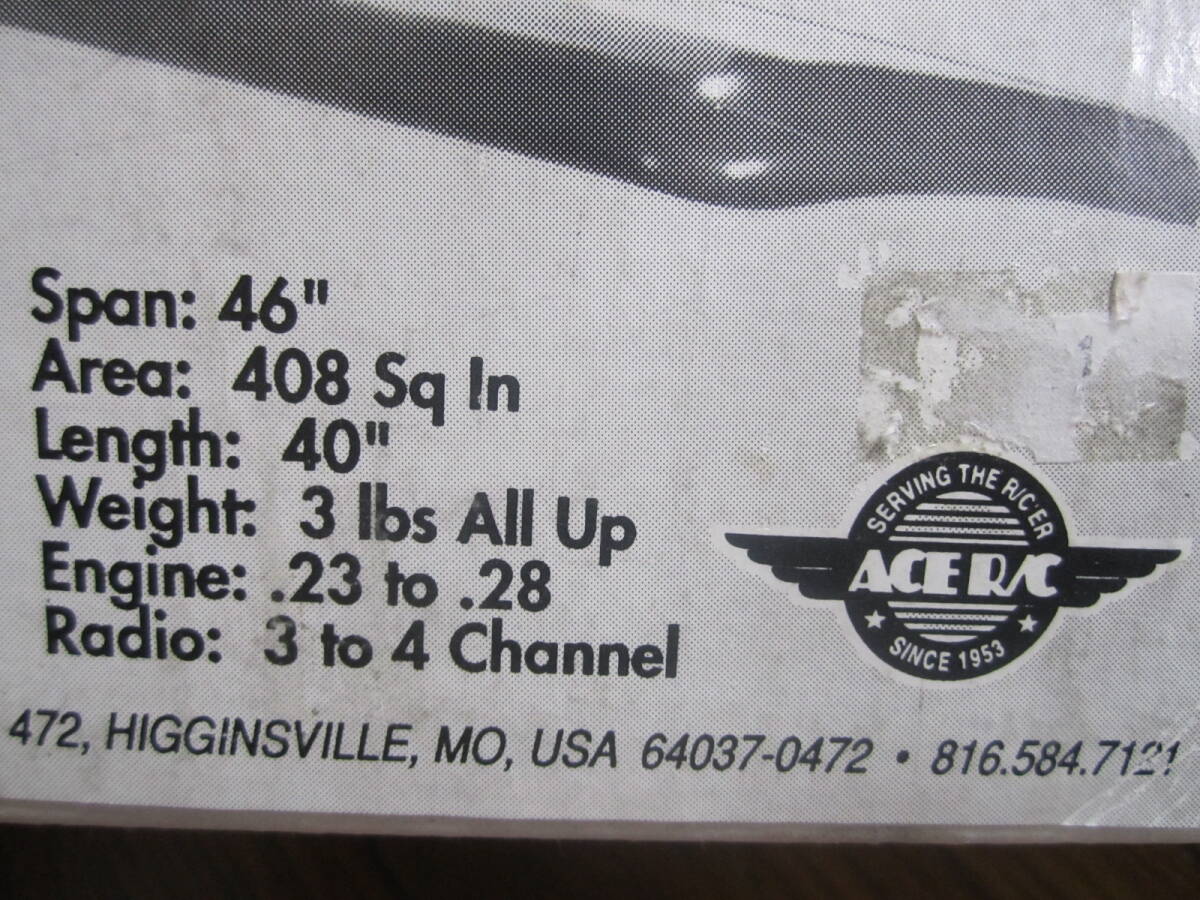 Span: 46"
Area: 408 Sq In
Length: 40"
Weight: 3 lbs All Up
Engine: .23 to .28
Radio: 3 to 4 Channel
SERVING THE R/C'ER
ACE R/C
SINCE 1953
472, HIGGINSVILLE, MO, USA 64037-0472 • 816.584.7121